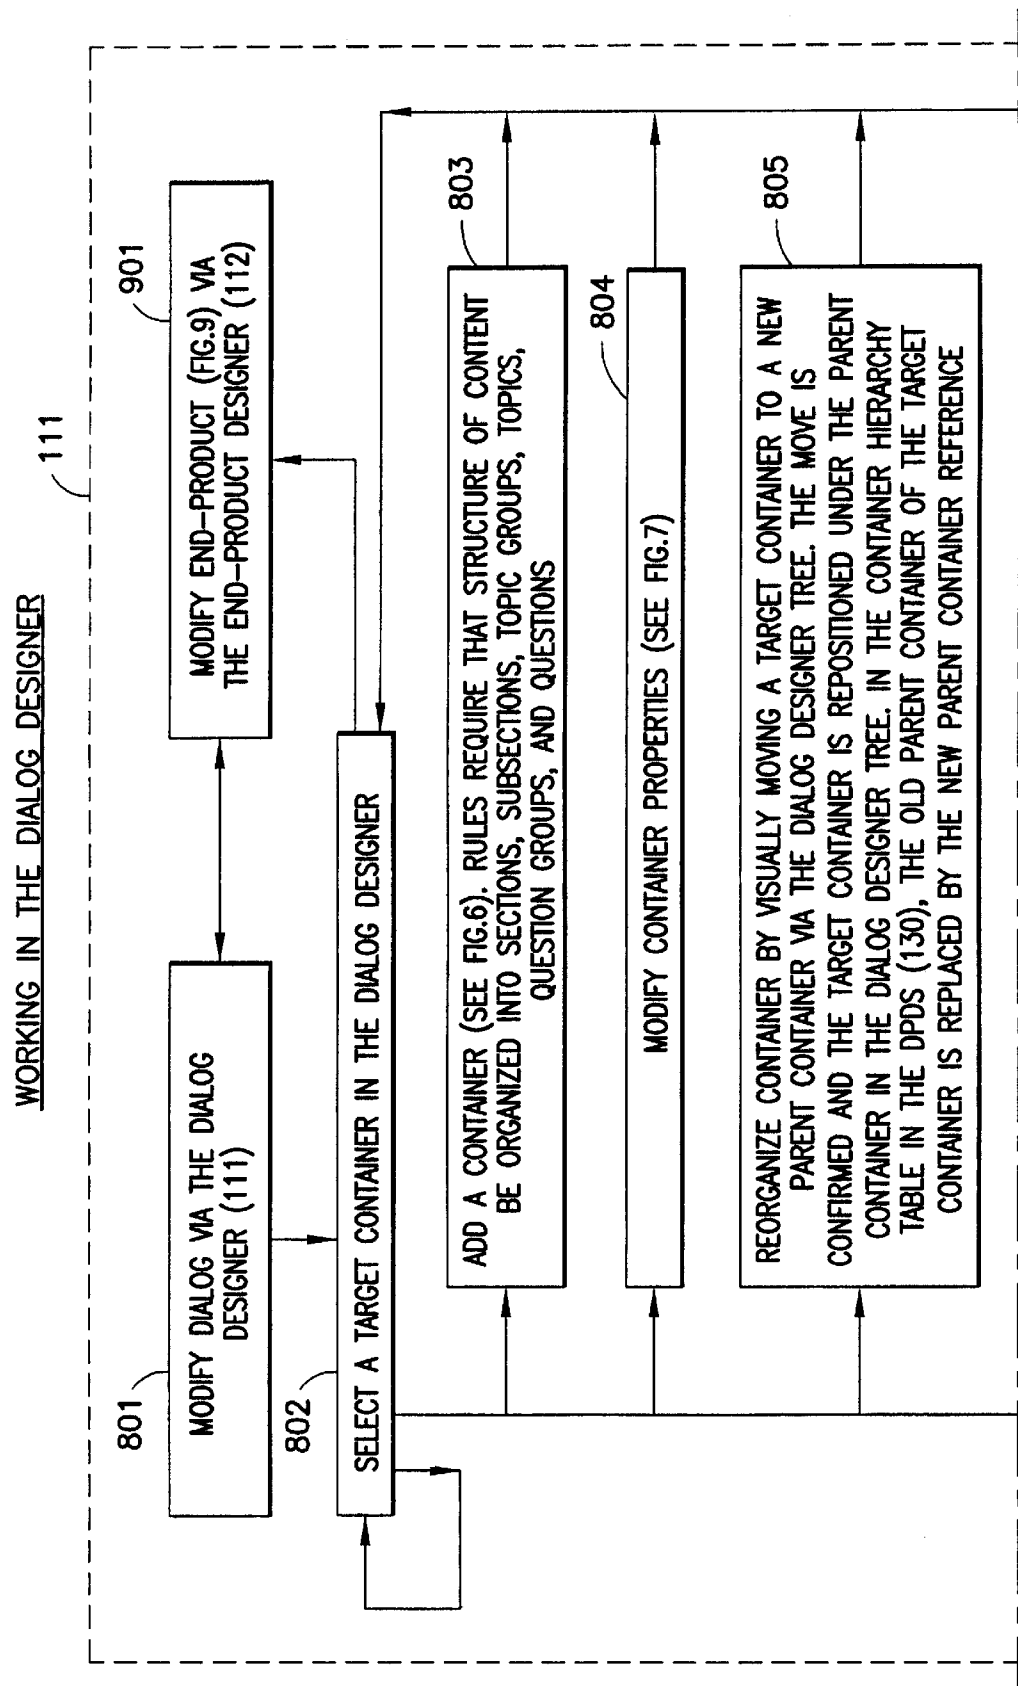 WORKING IN THE DIALOG DESIGNER
111
801
MODIFY DIALOG VIA THE DIALOG
DESIGNER (111)
901
MODIFY END-PRODUCT (FIG.9) VIA
THE END-PRODUCT DESIGNER (112)
802
SELECT A TARGET CONTAINER IN THE DIALOG DESIGNER
803
ADD A CONTAINER (SEE FIG.6). RULES REQUIRE THAT STRUCTURE OF CONTENT
BE ORGANIZED INTO SECTIONS, SUBSECTIONS, TOPIC GROUPS, TOPICS,
QUESTION GROUPS, AND QUESTIONS
804
MODIFY CONTAINER PROPERTIES (SEE FIG.7)
805
REORGANIZE CONTAINER BY VISUALLY MOVING A TARGET CONTAINER TO A NEW
PARENT CONTAINER VIA THE DIALOG DESIGNER TREE. THE MOVE IS
CONFIRMED AND THE TARGET CONTAINER IS REPOSITIONED UNDER THE PARENT
CONTAINER IN THE DIALOG DESIGNER TREE. IN THE CONTAINER HIERARCHY
TABLE IN THE DPDS (130), THE OLD PARENT CONTAINER OF THE TARGET
CONTAINER IS REPLACED BY THE NEW PARENT CONTAINER REFERENCE